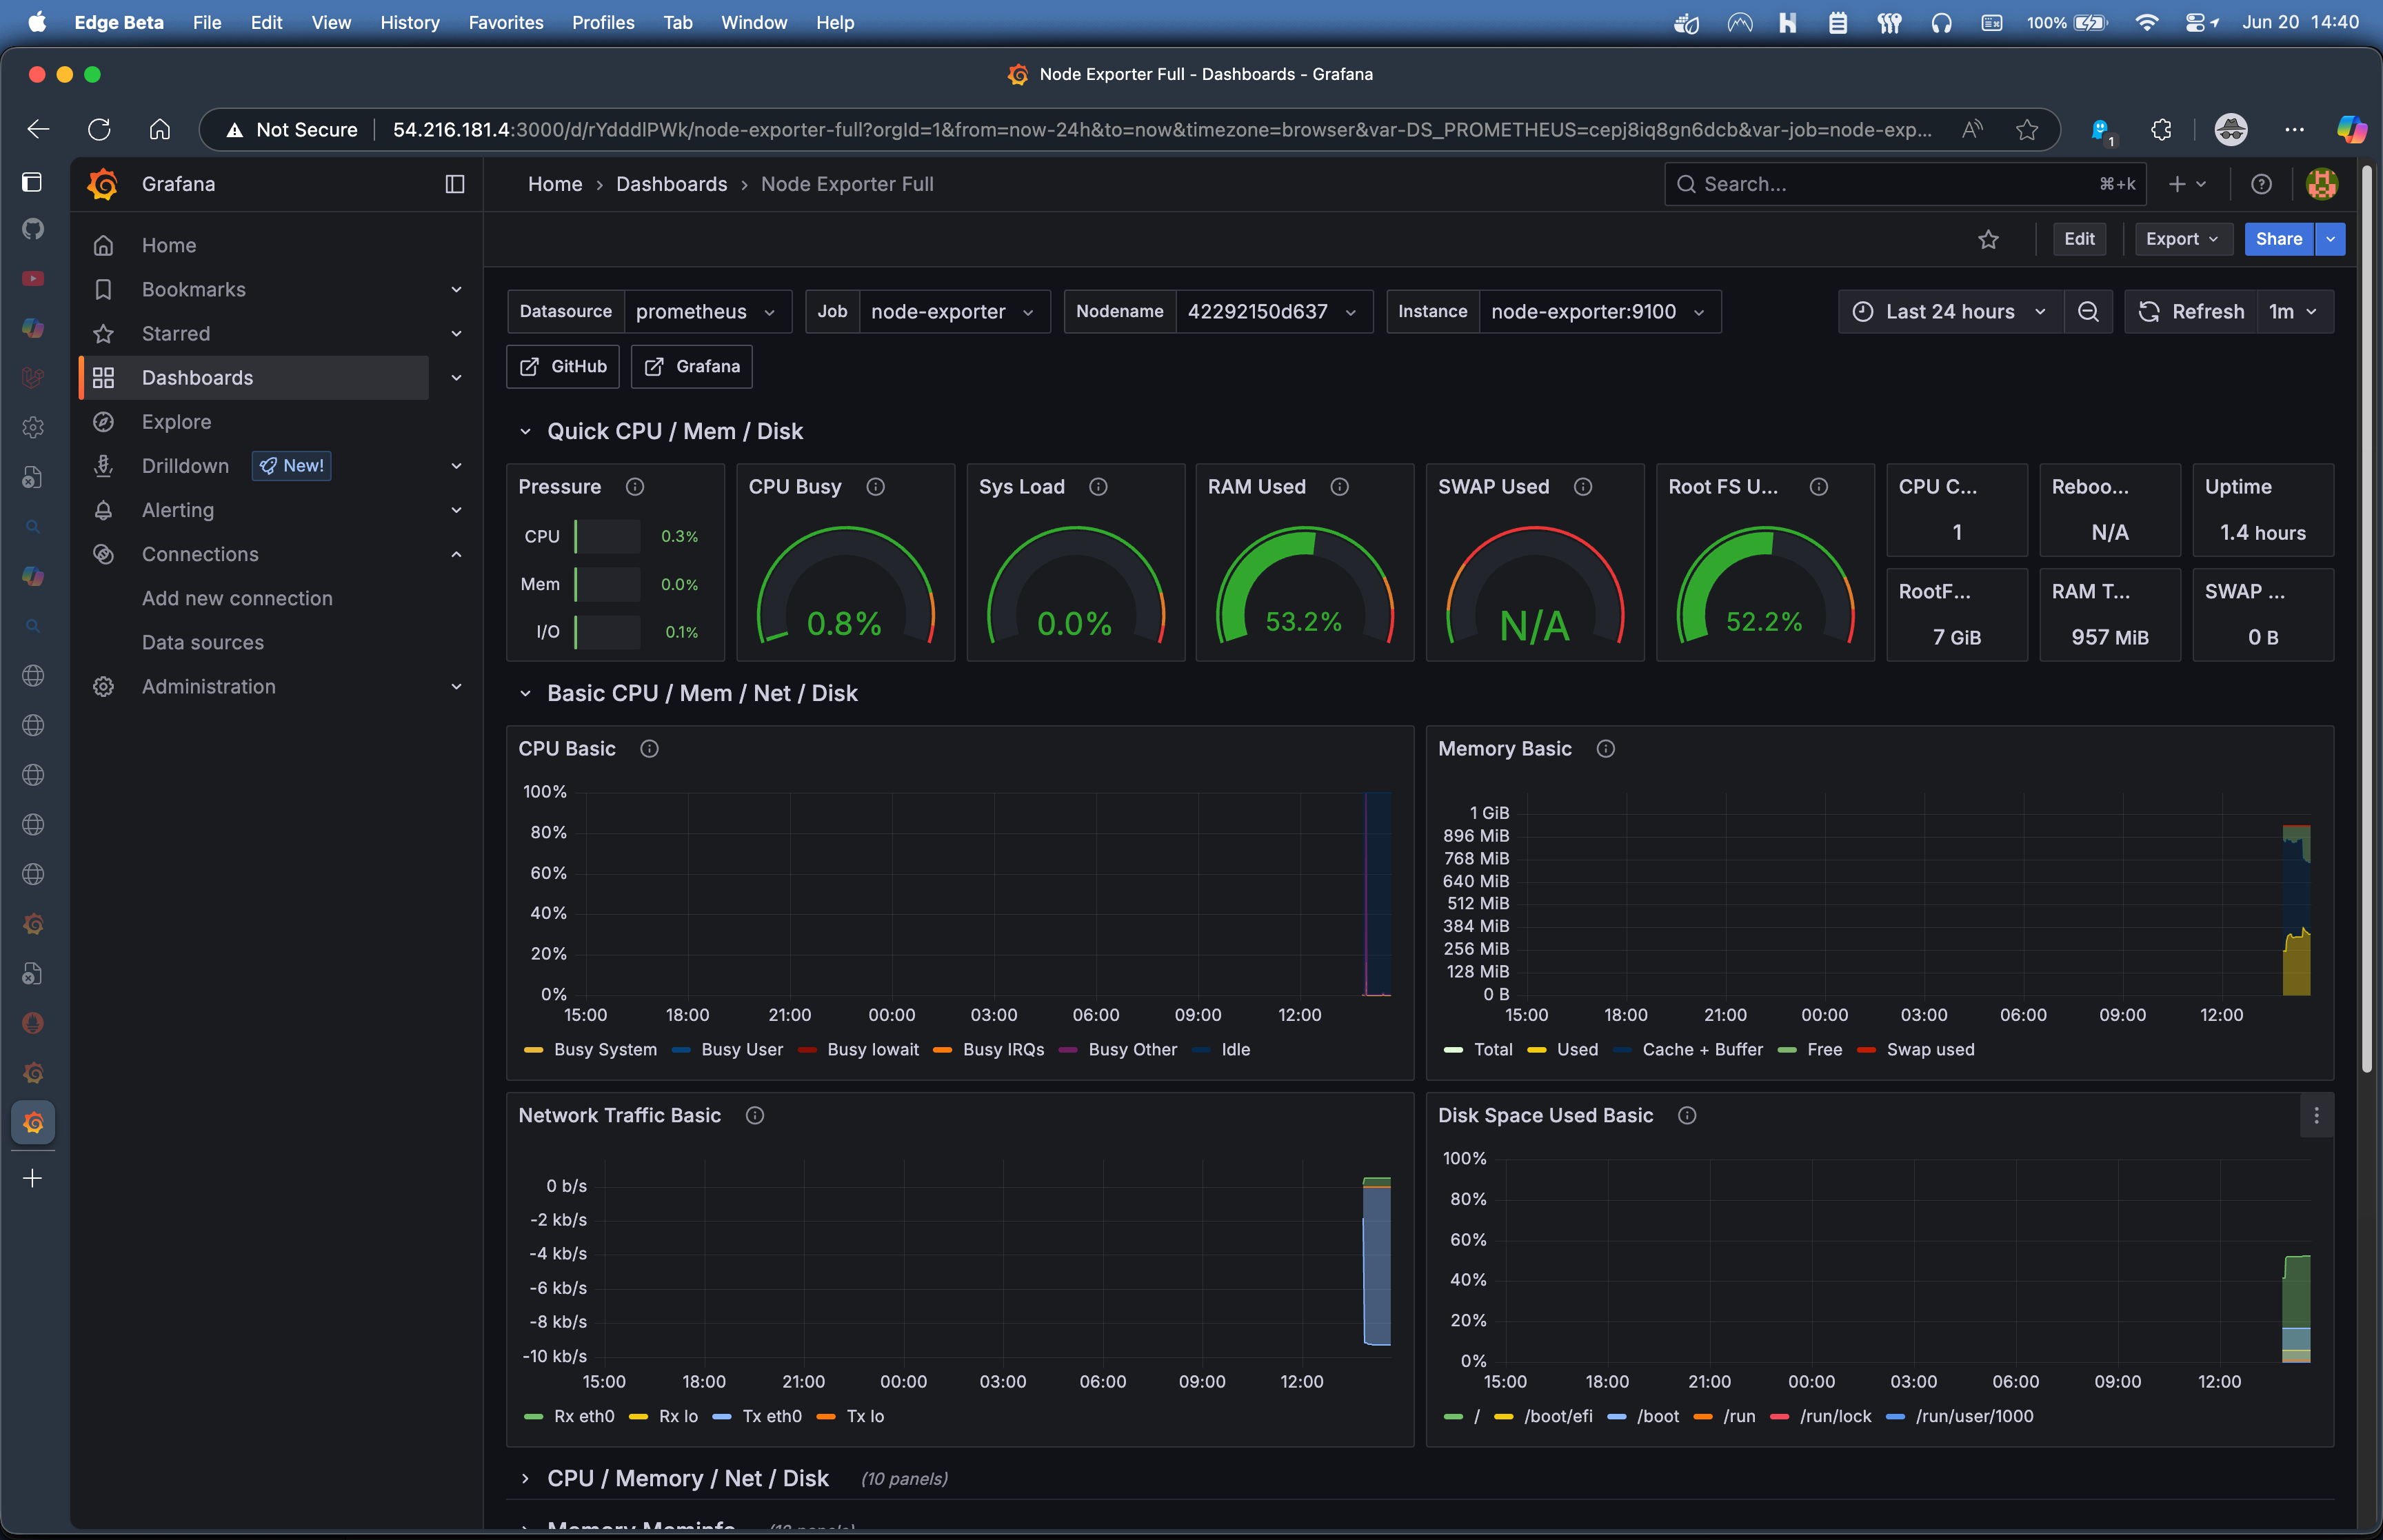 Edge Beta File Edit View History Favorites Profiles Tab Window Help 100% Jun 20 14:40
Node Exporter Full - Dashboards - Grafana
Not Secure 54.216.181.4:3000/d/rYdddlPWk/node-exporter-full?orgId=1&from=now-24h&to=now&timezone=browser&var-DS_PROMETHEUS=cepj8iq8gn6dcb&var-job=node-exp... 1
Grafana
Home › Dashboards › Node Exporter Full
Search... ⌘+k
Edit Export Share
Home
Bookmarks
Starred
Dashboards
Explore
Drilldown New!
Alerting
Connections
Add new connection
Data sources
Administration
Datasource prometheus Job node-exporter Nodename 42292150d637 Instance node-exporter:9100 Last 24 hours Refresh 1m
GitHub Grafana
Quick CPU / Mem / Disk
Pressure
CPU 0.3%
Mem 0.0%
I/O 0.1%
CPU Busy
0.8%
Sys Load
0.0%
RAM Used
53.2%
SWAP Used
N/A
Root FS U...
52.2%
CPU C...
1
Reboo...
N/A
Uptime
1.4 hours
RootF...
7 GiB
RAM T...
957 MiB
SWAP ...
0 B
Basic CPU / Mem / Net / Disk
CPU Basic
100%
80%
60%
40%
20%
0%
15:00 18:00 21:00 00:00 03:00 06:00 09:00 12:00
Busy System Busy User Busy Iowait Busy IRQs Busy Other Idle
Memory Basic
1 GiB
896 MiB
768 MiB
640 MiB
512 MiB
384 MiB
256 MiB
128 MiB
0 B
15:00 18:00 21:00 00:00 03:00 06:00 09:00 12:00
Total Used Cache + Buffer Free Swap used
Network Traffic Basic
0 b/s
-2 kb/s
-4 kb/s
-6 kb/s
-8 kb/s
-10 kb/s
15:00 18:00 21:00 00:00 03:00 06:00 09:00 12:00
Rx eth0 Rx lo Tx eth0 Tx lo
Disk Space Used Basic
100%
80%
60%
40%
20%
0%
15:00 18:00 21:00 00:00 03:00 06:00 09:00 12:00
/ /boot/efi /boot /run /run/lock /run/user/1000
CPU / Memory / Net / Disk (10 panels)
Memory Meminfo